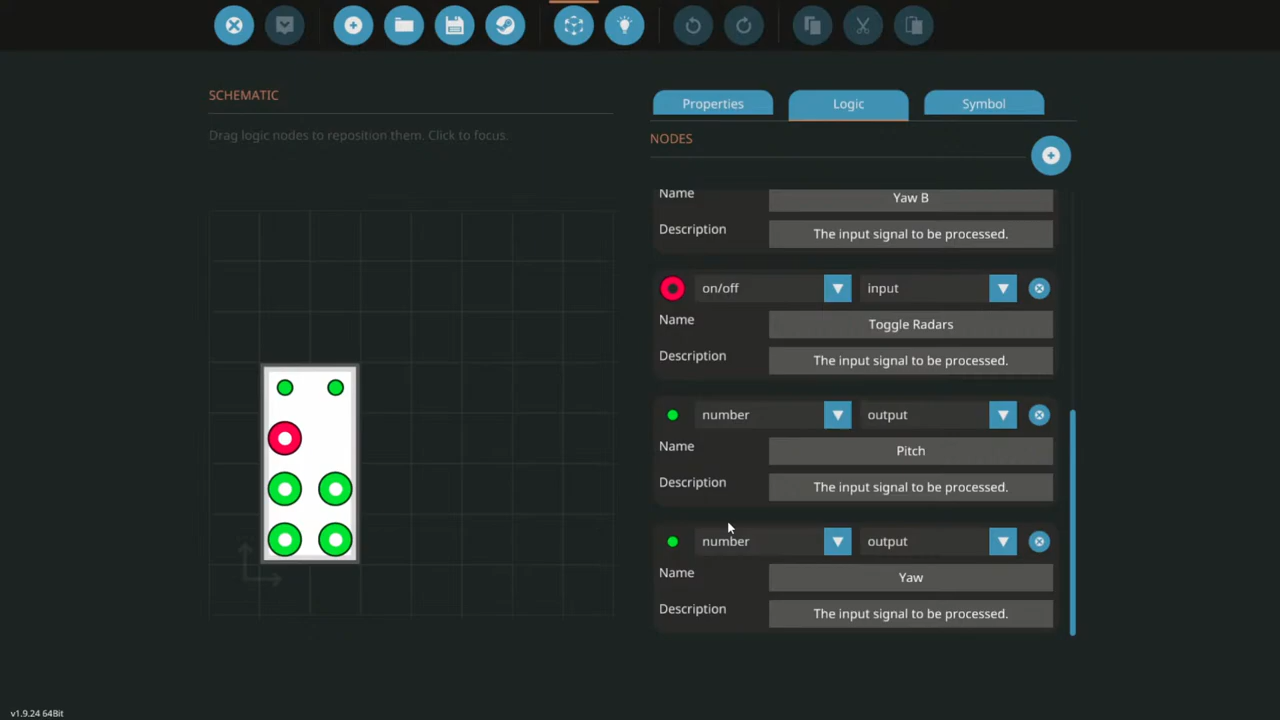 SCHEMATIC
Drag logic nodes to reposition them. Click to focus.
Properties
Logic
Symbol
NODES
Name
Yaw B
Description
The input signal to be processed.
on/off
input
Name
Toggle Radars
Description
The input signal to be processed.
number
output
Name
Pitch
Description
The input signal to be processed.
number
output
Name
Yaw
Description
The input signal to be processed.
v1.9.24 64Bit